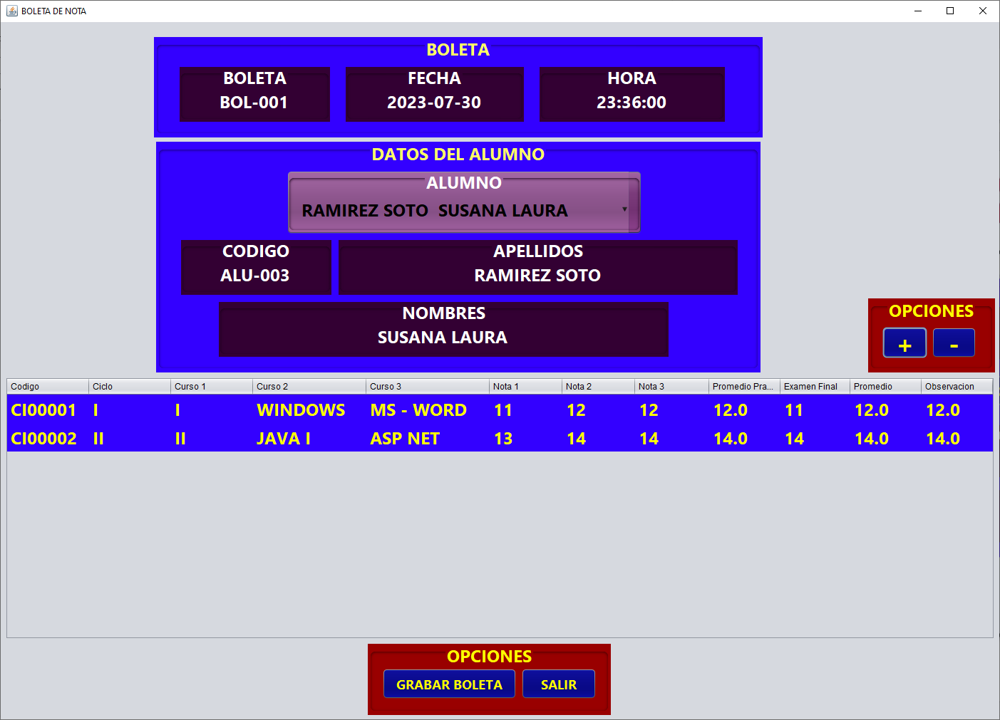 BOLETA DE NOTA
BOLETA
BOLETA FECHA HORA
BOL-001 2023-07-30 23:36:00
DATOS DEL ALUMNO
ALUMNO
RAMIREZ SOTO SUSANA LAURA
CODIGO APELLIDOS
ALU-003 RAMIREZ SOTO
NOMBRES
SUSANA LAURA
OPCIONES
+ -
Codigo Ciclo Curso 1 Curso 2 Curso 3 Nota 1 Nota 2 Nota 3 Promedio Pra... Examen Final Promedio Observacion
CI00001 I I WINDOWS MS - WORD 11 12 12 12.0 11 12.0 12.0
CI00002 II II JAVA I ASP NET 13 14 14 14.0 14 14.0 14.0
OPCIONES
GRABAR BOLETA SALIR